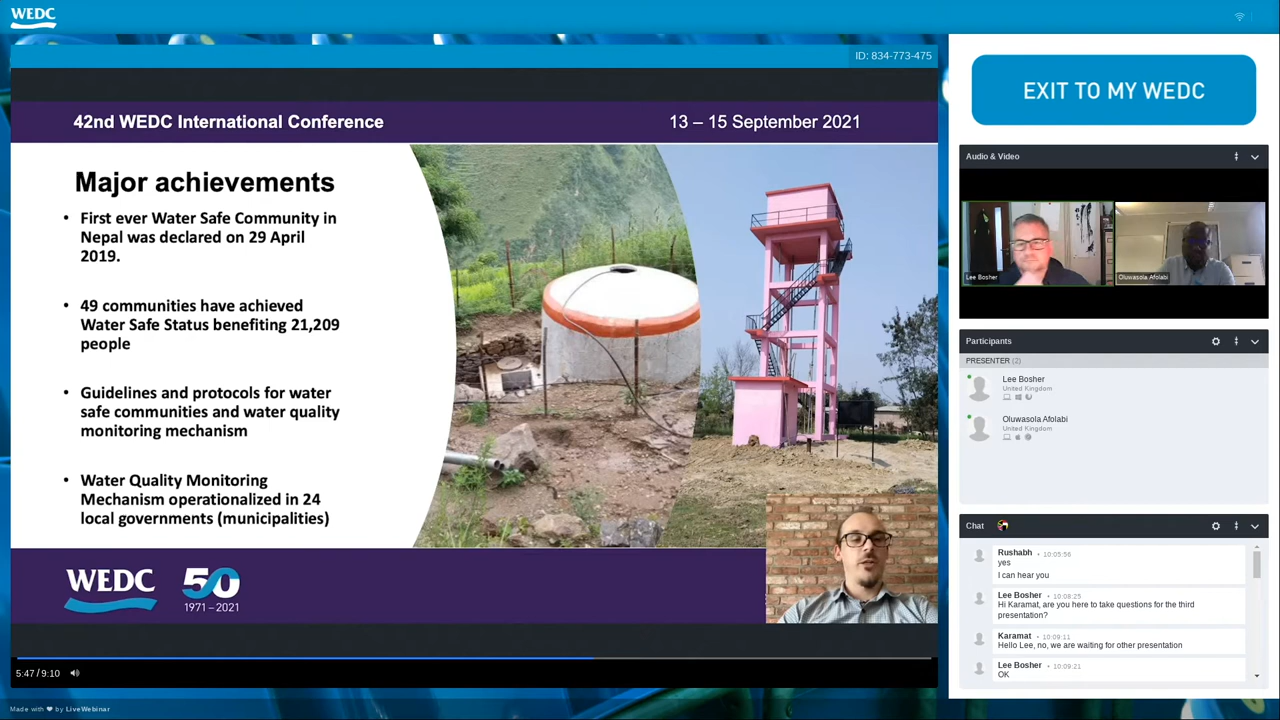 WEDC
ID: 834-773-475
42nd WEDC International Conference
13 – 15 September 2021
Major achievements
• First ever Water Safe Community in
Nepal was declared on 29 April
2019.
• 49 communities have achieved
Water Safe Status benefiting 21,209
people
• Guidelines and protocols for water
safe communities and water quality
monitoring mechanism
• Water Quality Monitoring
Mechanism operationalized in 24
local governments (municipalities)
WEDC
50
1971–2021
5:47 / 9:10
Made with ❤ by LiveWebinar
EXIT TO MY WEDC
Audio & Video
Lee Bosher
Oluwasola Afolabi
Participants
PRESENTER (2)
Lee Bosher
United Kingdom
Oluwasola Afolabi
United Kingdom
Chat
Rushabh • 10:05:56
yes
I can hear you
Lee Bosher • 10:08:25
Hi Karamat, are you here to take questions for the third
presentation?
Karamat • 10:09:11
Hello Lee, no, we are waiting for other presentation
Lee Bosher • 10:09:21
OK